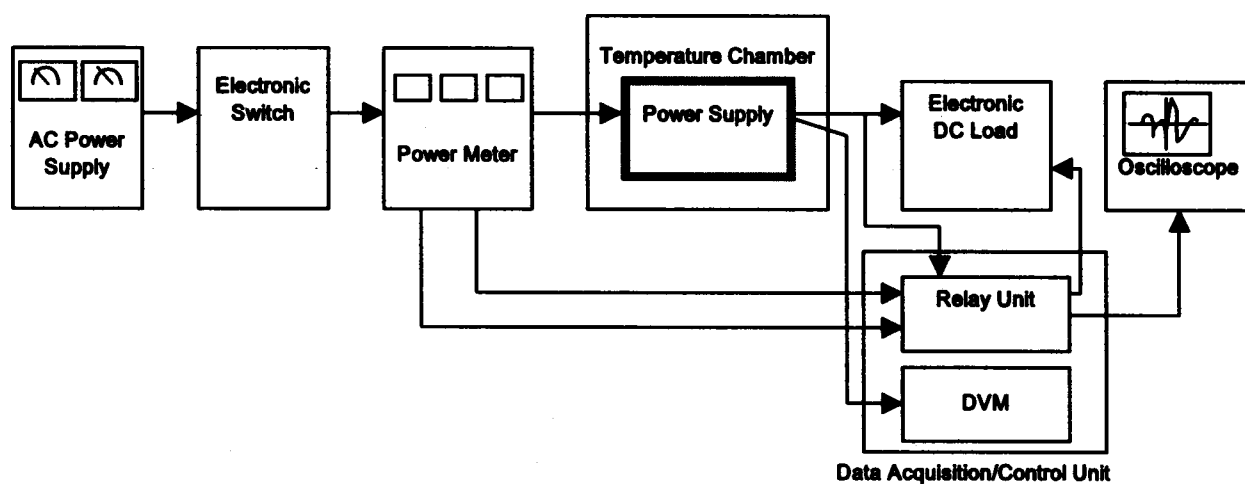 AC Power
Supply
Electronic
Switch
Power Meter
Temperature Chamber
Power Supply
Electronic
DC Load
Oscilloscope
Relay Unit
DVM
Data Acquisition/Control Unit